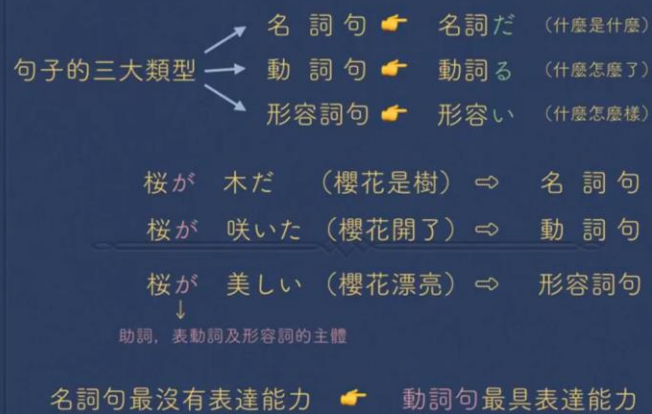 名詞句 👉 名詞だ （什麼是什麼）
句子的三大類型 動詞句 👉 動詞る （什麼怎麼了）
形容詞句 👉 形容い （什麼怎麼樣）
桜が 木だ （櫻花是樹） ⇨ 名詞句
桜が 咲いた （櫻花開了） ⇨ 動詞句
桜が 美しい （櫻花漂亮） ⇨ 形容詞句
↓
助詞，表動詞及形容詞的主體
名詞句最沒有表達能力 👉 動詞句最具表達能力